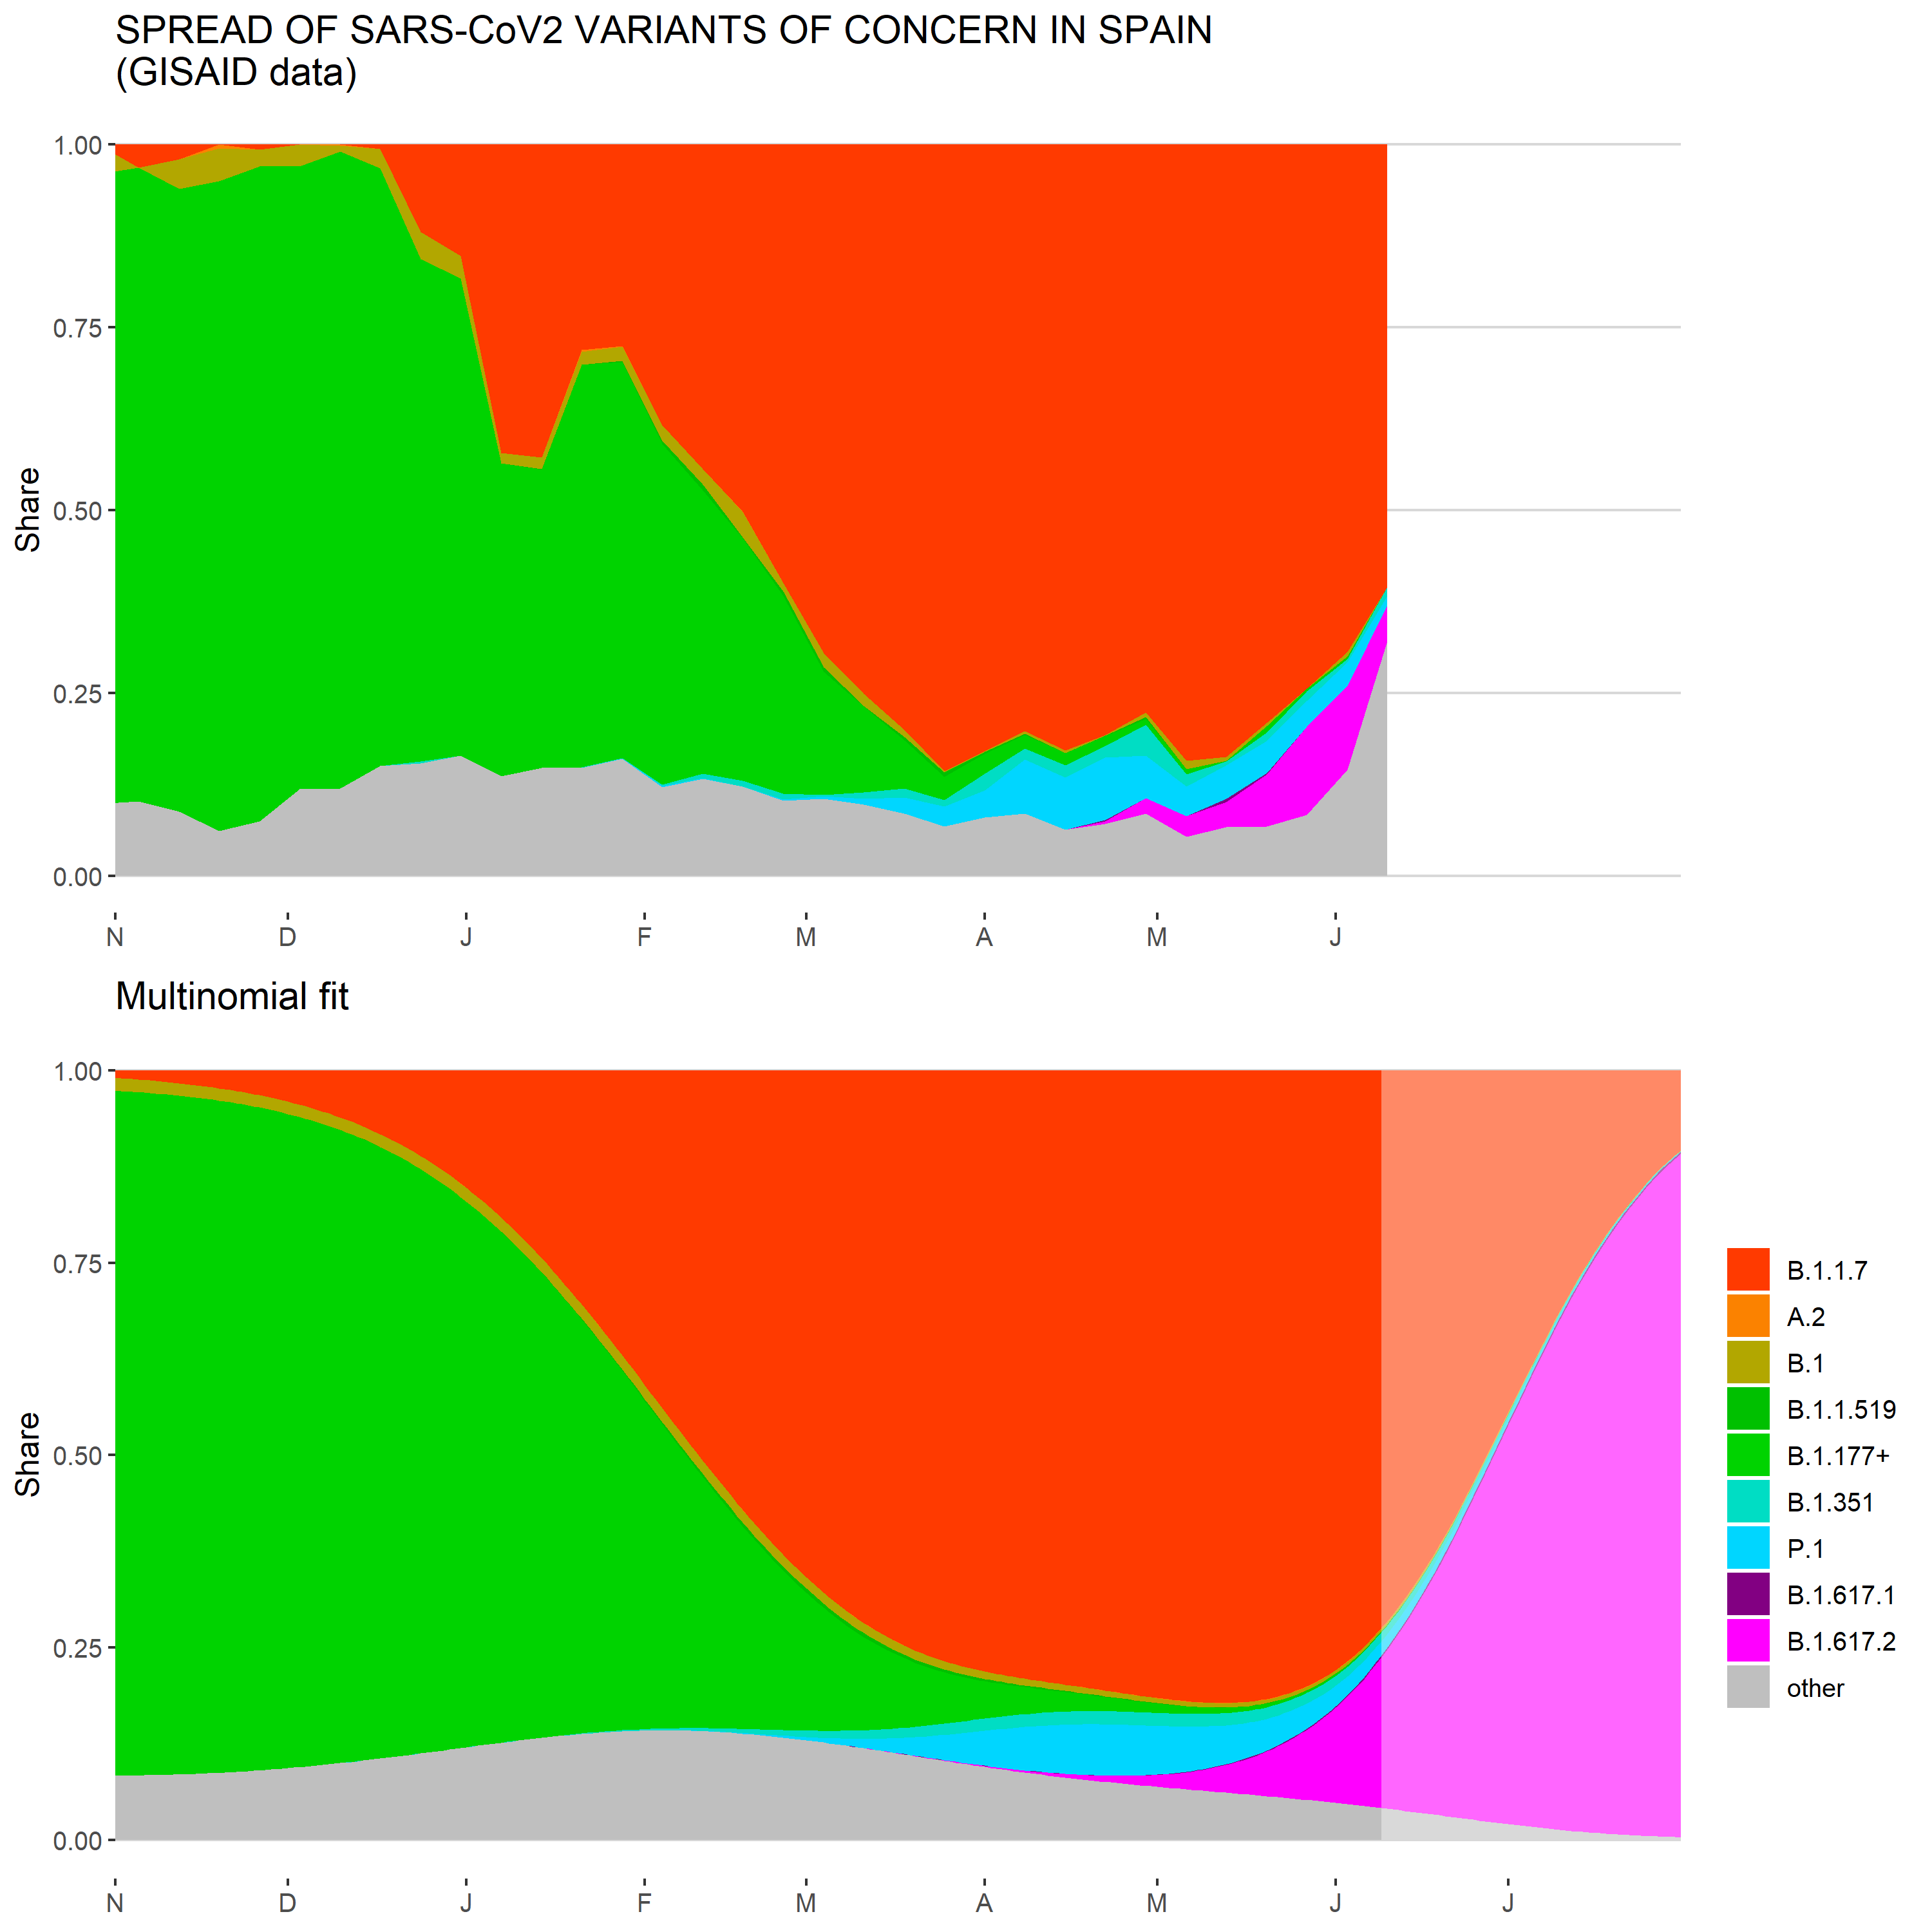 SPREAD OF SARS-CoV2 VARIANTS OF CONCERN IN SPAIN
(GISAID data)
1.00
0.75
0.50
0.25
0.00
Share
N D J F M A M J
Multinomial fit
1.00
0.75
0.50
0.25
0.00
Share
N D J F M A M J J
B.1.1.7
A.2
B.1
B.1.1.519
B.1.177+
B.1.351
P.1
B.1.617.1
B.1.617.2
other